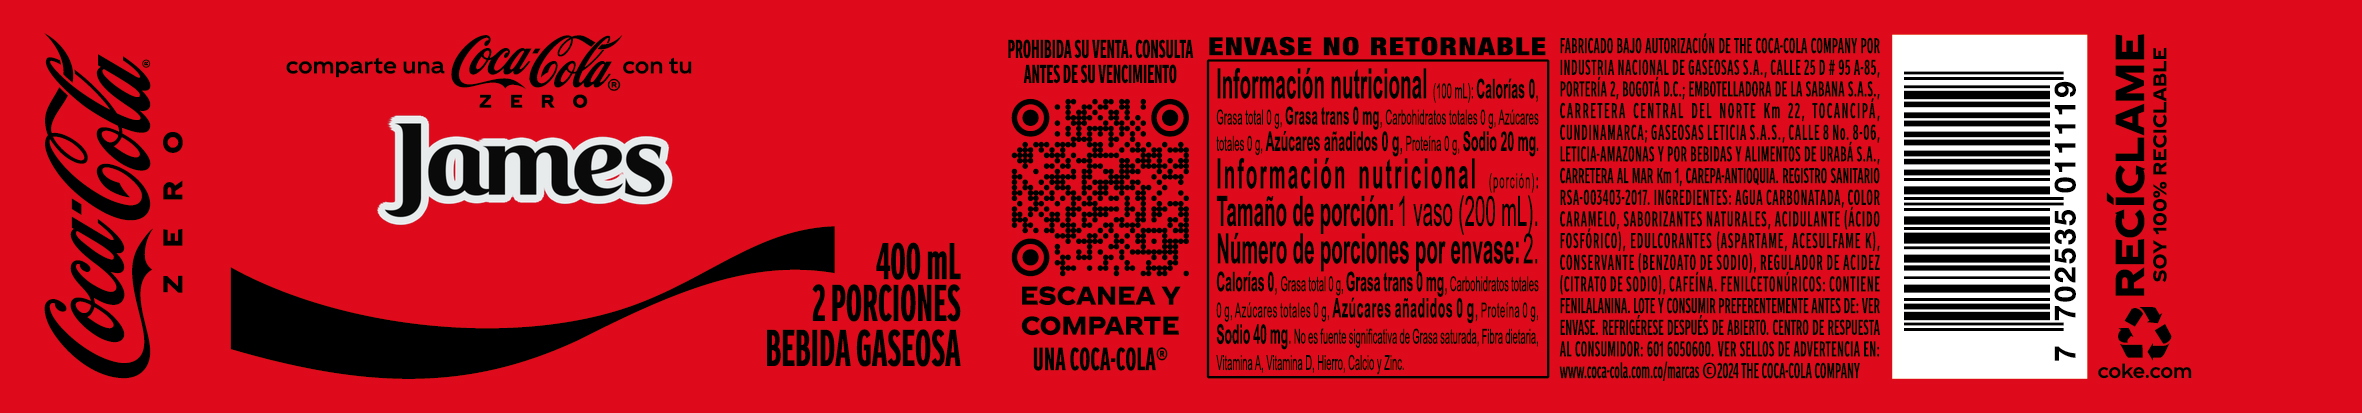 Coca-Cola®
ZERO
comparte una Coca-Cola® con tu
ZERO
James
400 mL
2 PORCIONES
BEBIDA GASEOSA
PROHIBIDA SU VENTA. CONSULTA
ANTES DE SU VENCIMIENTO
ESCANEA Y
COMPARTE
UNA COCA-COLA®
ENVASE NO RETORNABLE
Información nutricional (100 mL): Calorías 0,
Grasa total 0 g, Grasa trans 0 mg, Carbohidratos totales 0 g, Azúcares
totales 0 g, Azúcares añadidos 0 g, Proteína 0 g, Sodio 20 mg.
Información nutricional (porción):
Tamaño de porción: 1 vaso (200 mL).
Número de porciones por envase: 2.
Calorías 0, Grasa total 0 g, Grasa trans 0 mg, Carbohidratos totales
0 g, Azúcares totales 0 g, Azúcares añadidos 0 g, Proteína 0 g,
Sodio 40 mg. No es fuente significativa de Grasa saturada, Fibra dietaria,
Vitamina A, Vitamina D, Hierro, Calcio y Zinc.
FABRICADO BAJO AUTORIZACIÓN DE THE COCA-COLA COMPANY POR
INDUSTRIA NACIONAL DE GASEOSAS S.A., CALLE 25 D # 95 A-85,
PORTERÍA 2, BOGOTÁ D.C.; EMBOTELLADORA DE LA SABANA S.A.S.,
CARRETERA CENTRAL DEL NORTE Km 22, TOCANCIPÁ,
CUNDINAMARCA; GASEOSAS LETICIA S.A.S., CALLE 8 No. 8-06,
LETICIA-AMAZONAS Y POR BEBIDAS Y ALIMENTOS DE URABÁ S.A.,
CARRETERA AL MAR Km 1, CAREPA-ANTIOQUIA. REGISTRO SANITARIO
RSA-003403-2017. INGREDIENTES: AGUA CARBONATADA, COLOR
CARAMELO, SABORIZANTES NATURALES, ACIDULANTE (ÁCIDO
FOSFÓRICO), EDULCORANTES (ASPARTAME, ACESULFAME K),
CONSERVANTE (BENZOATO DE SODIO), REGULADOR DE ACIDEZ
(CITRATO DE SODIO), CAFEÍNA. FENILCETONÚRICOS: CONTIENE
FENILALANINA. LOTE Y CONSUMIR PREFERENTEMENTE ANTES DE: VER
ENVASE. REFRIGÉRESE DESPUÉS DE ABIERTO. CENTRO DE RESPUESTA
AL CONSUMIDOR: 601 6050600. VER SELLOS DE ADVERTENCIA EN:
www.coca-cola.com.co/marcas ©2024 THE COCA-COLA COMPANY
7 702535 011119
RECÍCLAME
SOY 100% RECICLABLE
coke.com